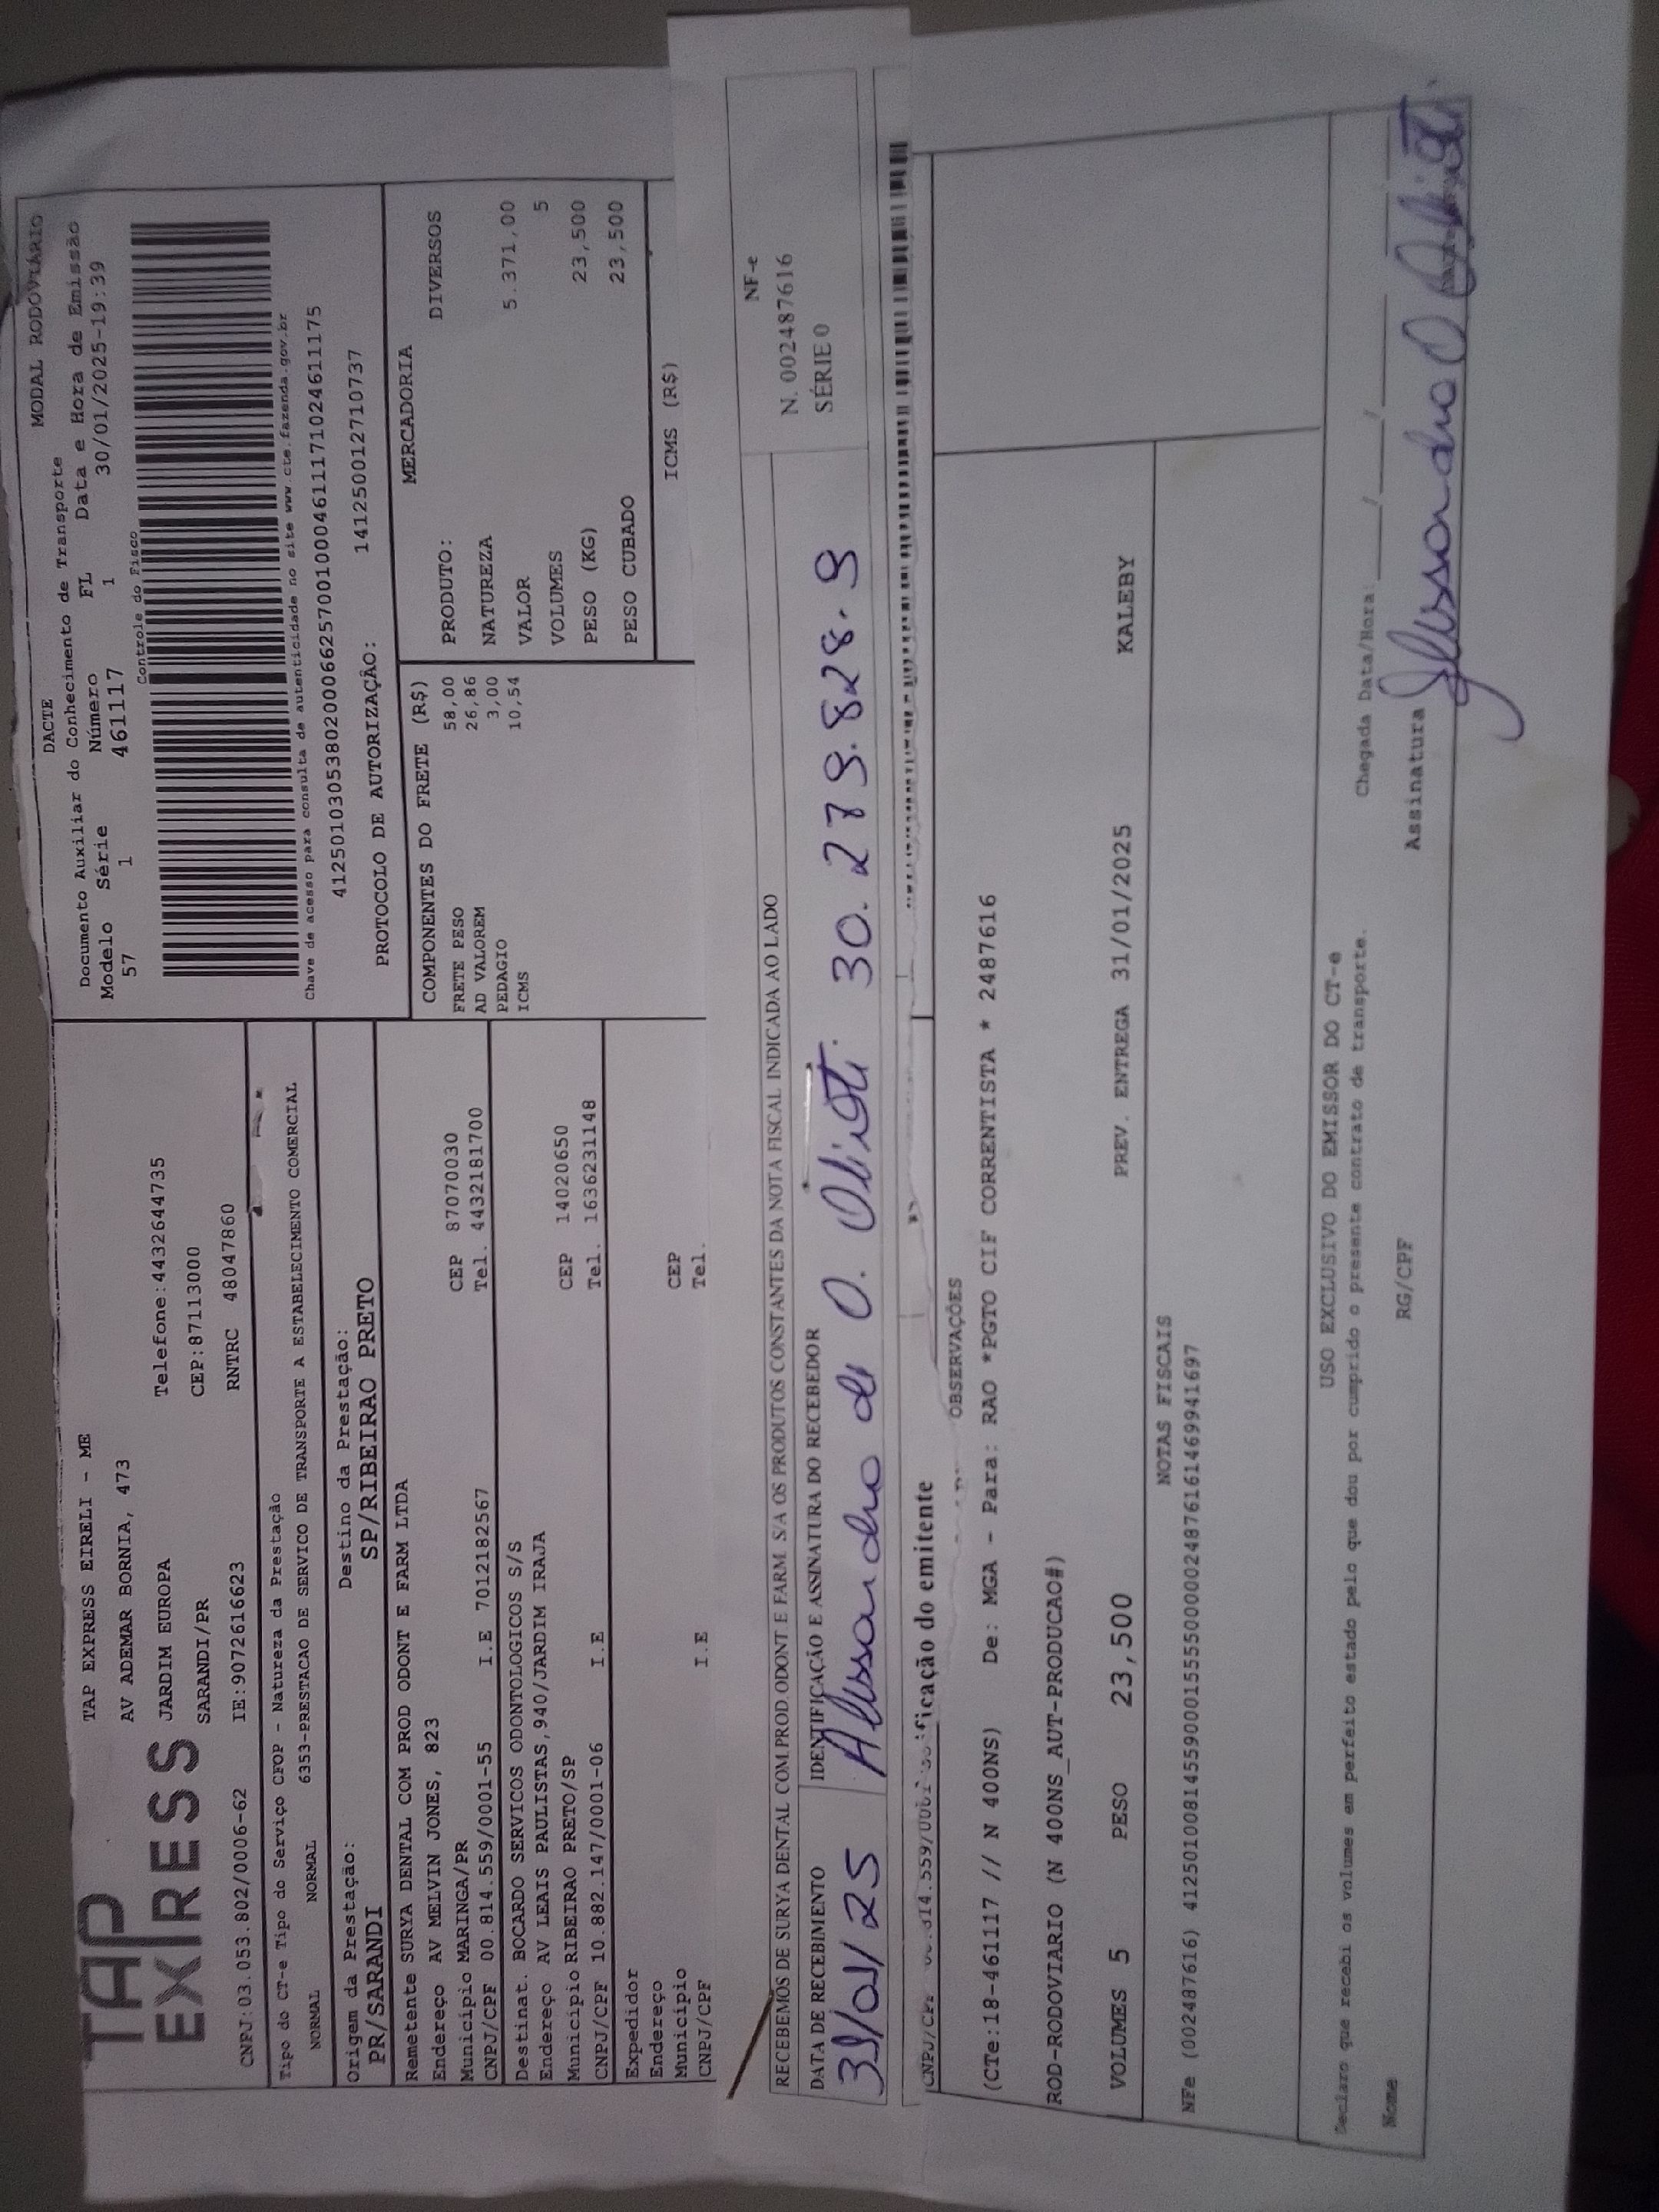 TAP
EXPRESS
TAP EXPRESS EIRELI - ME
AV ADEMAR BORNIA, 473
JARDIM EUROPA Telefone:4432644735
SARANDI/PR CEP:87113000
CNPJ:03.053.802/0006-62 IE:9072616623 RNTRC 48047860
DACTE MODAL RODOVIÁRIO
Documento Auxiliar do Conhecimento de Transporte
Modelo Série Número FL Data e Hora de Emissão
57 1 461117 1 30/01/2025-19:39
Controle do Fisco
Chave de acesso para consulta de autenticidade no site www.cte.fazenda.gov.br
41250103053802000662570010004611171024611175
PROTOCOLO DE AUTORIZAÇÃO: 141250012710737
Tipo do CT-e Tipo do Serviço CFOP - Natureza da Prestação
NORMAL NORMAL 6353-PRESTACAO DE SERVICO DE TRANSPORTE A ESTABELECIMENTO COMERCIAL
Origem da Prestação: Destino da Prestação:
PR/SARANDI SP/RIBEIRAO PRETO
Remetente SURYA DENTAL COM PROD ODONT E FARM LTDA
Endereço AV MELVIN JONES, 823
Município MARINGA/PR CEP 87070030
CNPJ/CPF 00.814.559/0001-55 I.E 7012182567 Tel. 4432181700
Destinat. BOCARDO SERVICOS ODONTOLOGICOS S/S
Endereço AV LEAIS PAULISTAS,940/JARDIM IRAJA
Município RIBEIRAO PRETO/SP CEP 14020650
CNPJ/CPF 10.882.147/0001-06 I.E Tel. 1636231148
Expedidor
Endereço
Município CEP
CNPJ/CPF I.E Tel.
COMPONENTES DO FRETE (R$)
FRETE PESO 58,00
AD VALOREM 26,86
PEDAGIO 3,00
ICMS 10,54
MERCADORIA
PRODUTO: DIVERSOS
NATUREZA
VALOR 5.371,00
VOLUMES 5
PESO (KG) 23,500
PESO CUBADO 23,500
ICMS (R$)
RECEBEMOS DE SURYA DENTAL COM.PROD.ODONT.E FARM. S/A OS PRODUTOS CONSTANTES DA NOTA FISCAL INDICADA AO LADO
NF-e
N. 002487616
SÉRIE 0
DATA DE RECEBIMENTO IDENTIFICAÇÃO E ASSINATURA DO RECEBEDOR
31/01/25 Alessandro de O. 30.279.828.9
ficação do emitente
OBSERVAÇÕES
(CTe:18-461117 // N 400NS) De: MGA - Para: RAO *PGTO CIF CORRENTISTA * 2487616
ROD-RODOVIARIO (N 400NS_AUT-PRODUCAO#)
VOLUMES 5 PESO 23,500 PREV. ENTREGA 31/01/2025 KALEBY
NOTAS FISCAIS
NFe (002487616) 41250100814559000155550000024876161469941697
USO EXCLUSIVO DO EMISSOR DO CT-e
Declaro que recebi os volumes em perfeito estado pelo que dou por cumprido o presente contrato de transporte.
Chegada Data/Hora: / /
Nome RG/CPF Assinatura Alessandro O